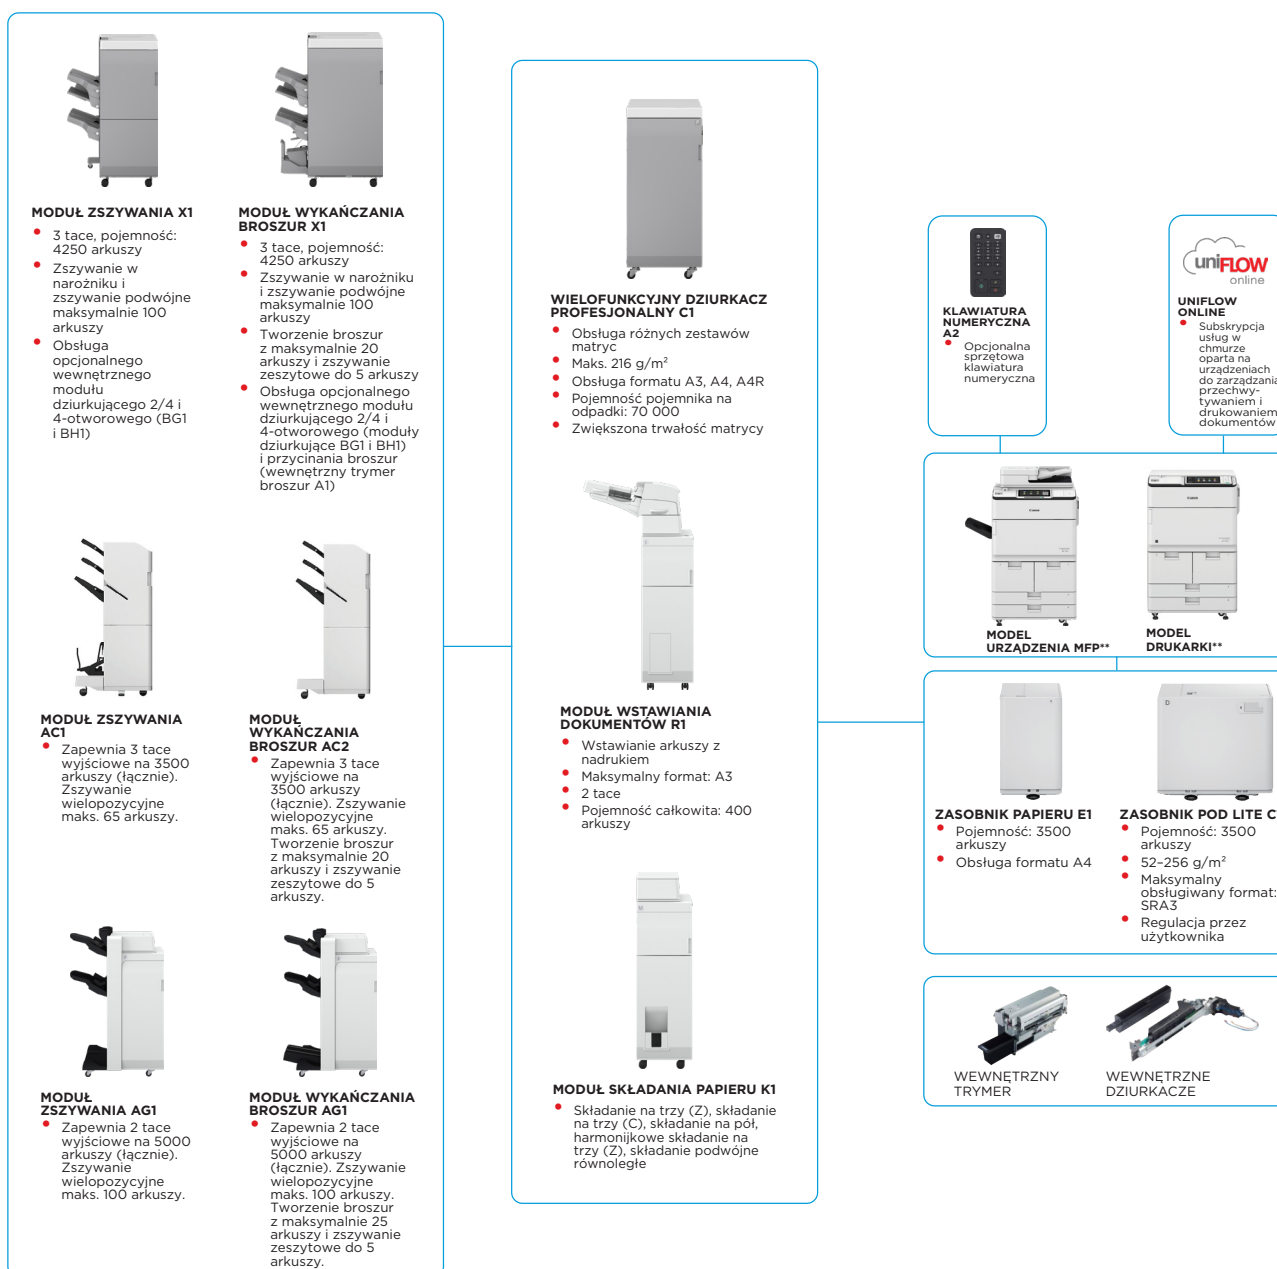 MODUŁ ZSZYWANIA X1
3 tace, pojemność:
4250 arkuszy
Zszywanie w
narożniku i
zszywanie podwójne
maksymalnie 100
arkuszy
Obsługa
opcjonalnego
wewnętrznego
modułu
dziurkującego 2/4 i
4-otworowego (BG1
i BH1)
MODUŁ WYKAŃCZANIA
BROSZUR X1
3 tace, pojemność:
4250 arkuszy
Zszywanie w narożniku
i zszywanie podwójne
maksymalnie 100
arkuszy
Tworzenie broszur
z maksymalnie 20
arkuszy i zszywanie
zeszytowe do 5 arkuszy
Obsługa opcjonalnego
wewnętrznego modułu
dziurkującego 2/4 i
4-otworowego (moduły
dziurkujące BG1 i BH1)
i przycinania broszur
(wewnętrzny trymer
broszur A1)
MODUŁ ZSZYWANIA
AC1
Zapewnia 3 tace
wyjściowe na 3500
arkuszy (łącznie).
Zszywanie
wielopozycyjne
maks. 65 arkuszy.
MODUŁ
WYKAŃCZANIA
BROSZUR AC2
Zapewnia 3 tace
wyjściowe na
3500 arkuszy
(łącznie). Zszywanie
wielopozycyjne
maks. 65 arkuszy.
Tworzenie broszur
z maksymalnie 20
arkuszy i zszywanie
zeszytowe do 5
arkuszy.
MODUŁ
ZSZYWANIA AG1
Zapewnia 2 tace
wyjściowe na 5000
arkuszy (łącznie).
Zszywanie
wielopozycyjne
maks. 100 arkuszy.
MODUŁ WYKAŃCZANIA
BROSZUR AG1
Zapewnia 2 tace
wyjściowe na
5000 arkuszy
(łącznie). Zszywanie
wielopozycyjne
maks. 100 arkuszy.
Tworzenie broszur
z maksymalnie 25
arkuszy i zszywanie
zeszytowe do 5
arkuszy.
WIELOFUNKCYJNY DZIURKACZ
PROFESJONALNY C1
Obsługa różnych zestawów
matryc
Maks. 216 g/m²
Obsługa formatu A3, A4, A4R
Pojemność pojemnika na
odpadki: 70 000
Zwiększona trwałość matrycy
MODUŁ WSTAWIANIA
DOKUMENTÓW R1
Wstawianie arkuszy z
nadrukiem
Maksymalny format: A3
2 tace
Pojemność całkowita: 400
arkuszy
MODUŁ SKŁADANIA PAPIERU K1
Składanie na trzy (Z), składanie
na trzy (C), składanie na pół,
harmonijkowe składanie na
trzy (Z), składanie podwójne
równoległe
KLAWIATURA
NUMERYCZNA
A2
Opcjonalna
sprzętowa
klawiatura
numeryczna
uniFLOW
online
UNIFLOW
ONLINE
Subskrypcja
usług w
chmurze
oparta na
urządzeniach
do zarządzania
przechwy-
tywaniem i
drukowaniem
dokumentów
Canon
Canon
MODEL
URZĄDZENIA MFP**
MODEL
DRUKARKI**
D
ZASOBNIK PAPIERU E1
Pojemność: 3500
arkuszy
Obsługa formatu A4
ZASOBNIK POD LITE C
Pojemność: 3500
arkuszy
52–256 g/m²
Maksymalny
obsługiwany format:
SRA3
Regulacja przez
użytkownika
WEWNĘTRZNY
TRYMER
WEWNĘTRZNE
DZIURKACZE